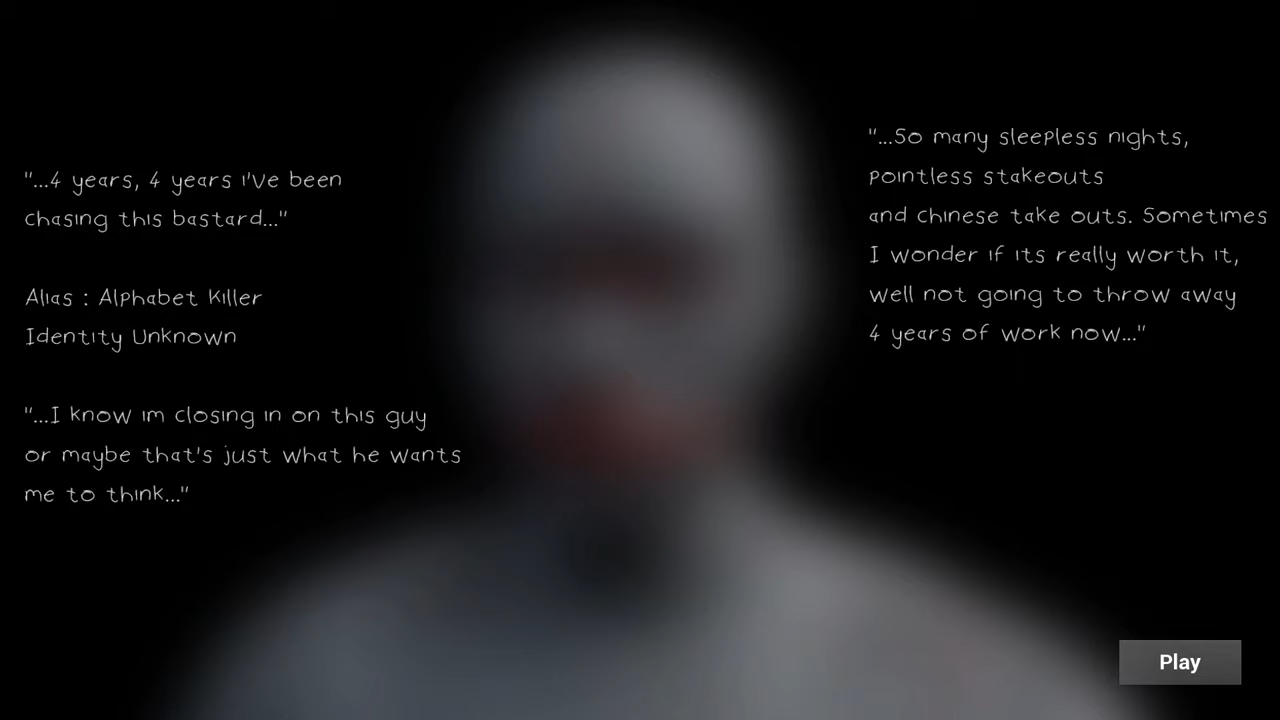 "...4 years, 4 years i've been
chasing this bastard..."
Alias : Alphabet Killer
Identity Unknown
"...I know im closing in on this guy
or maybe that's just what he wants
me to think..."
"...So many sleepless nights,
pointless stakeouts
and chinese take outs. Sometimes
I wonder if its really worth it,
well not going to throw away
4 years of work now..."
Play